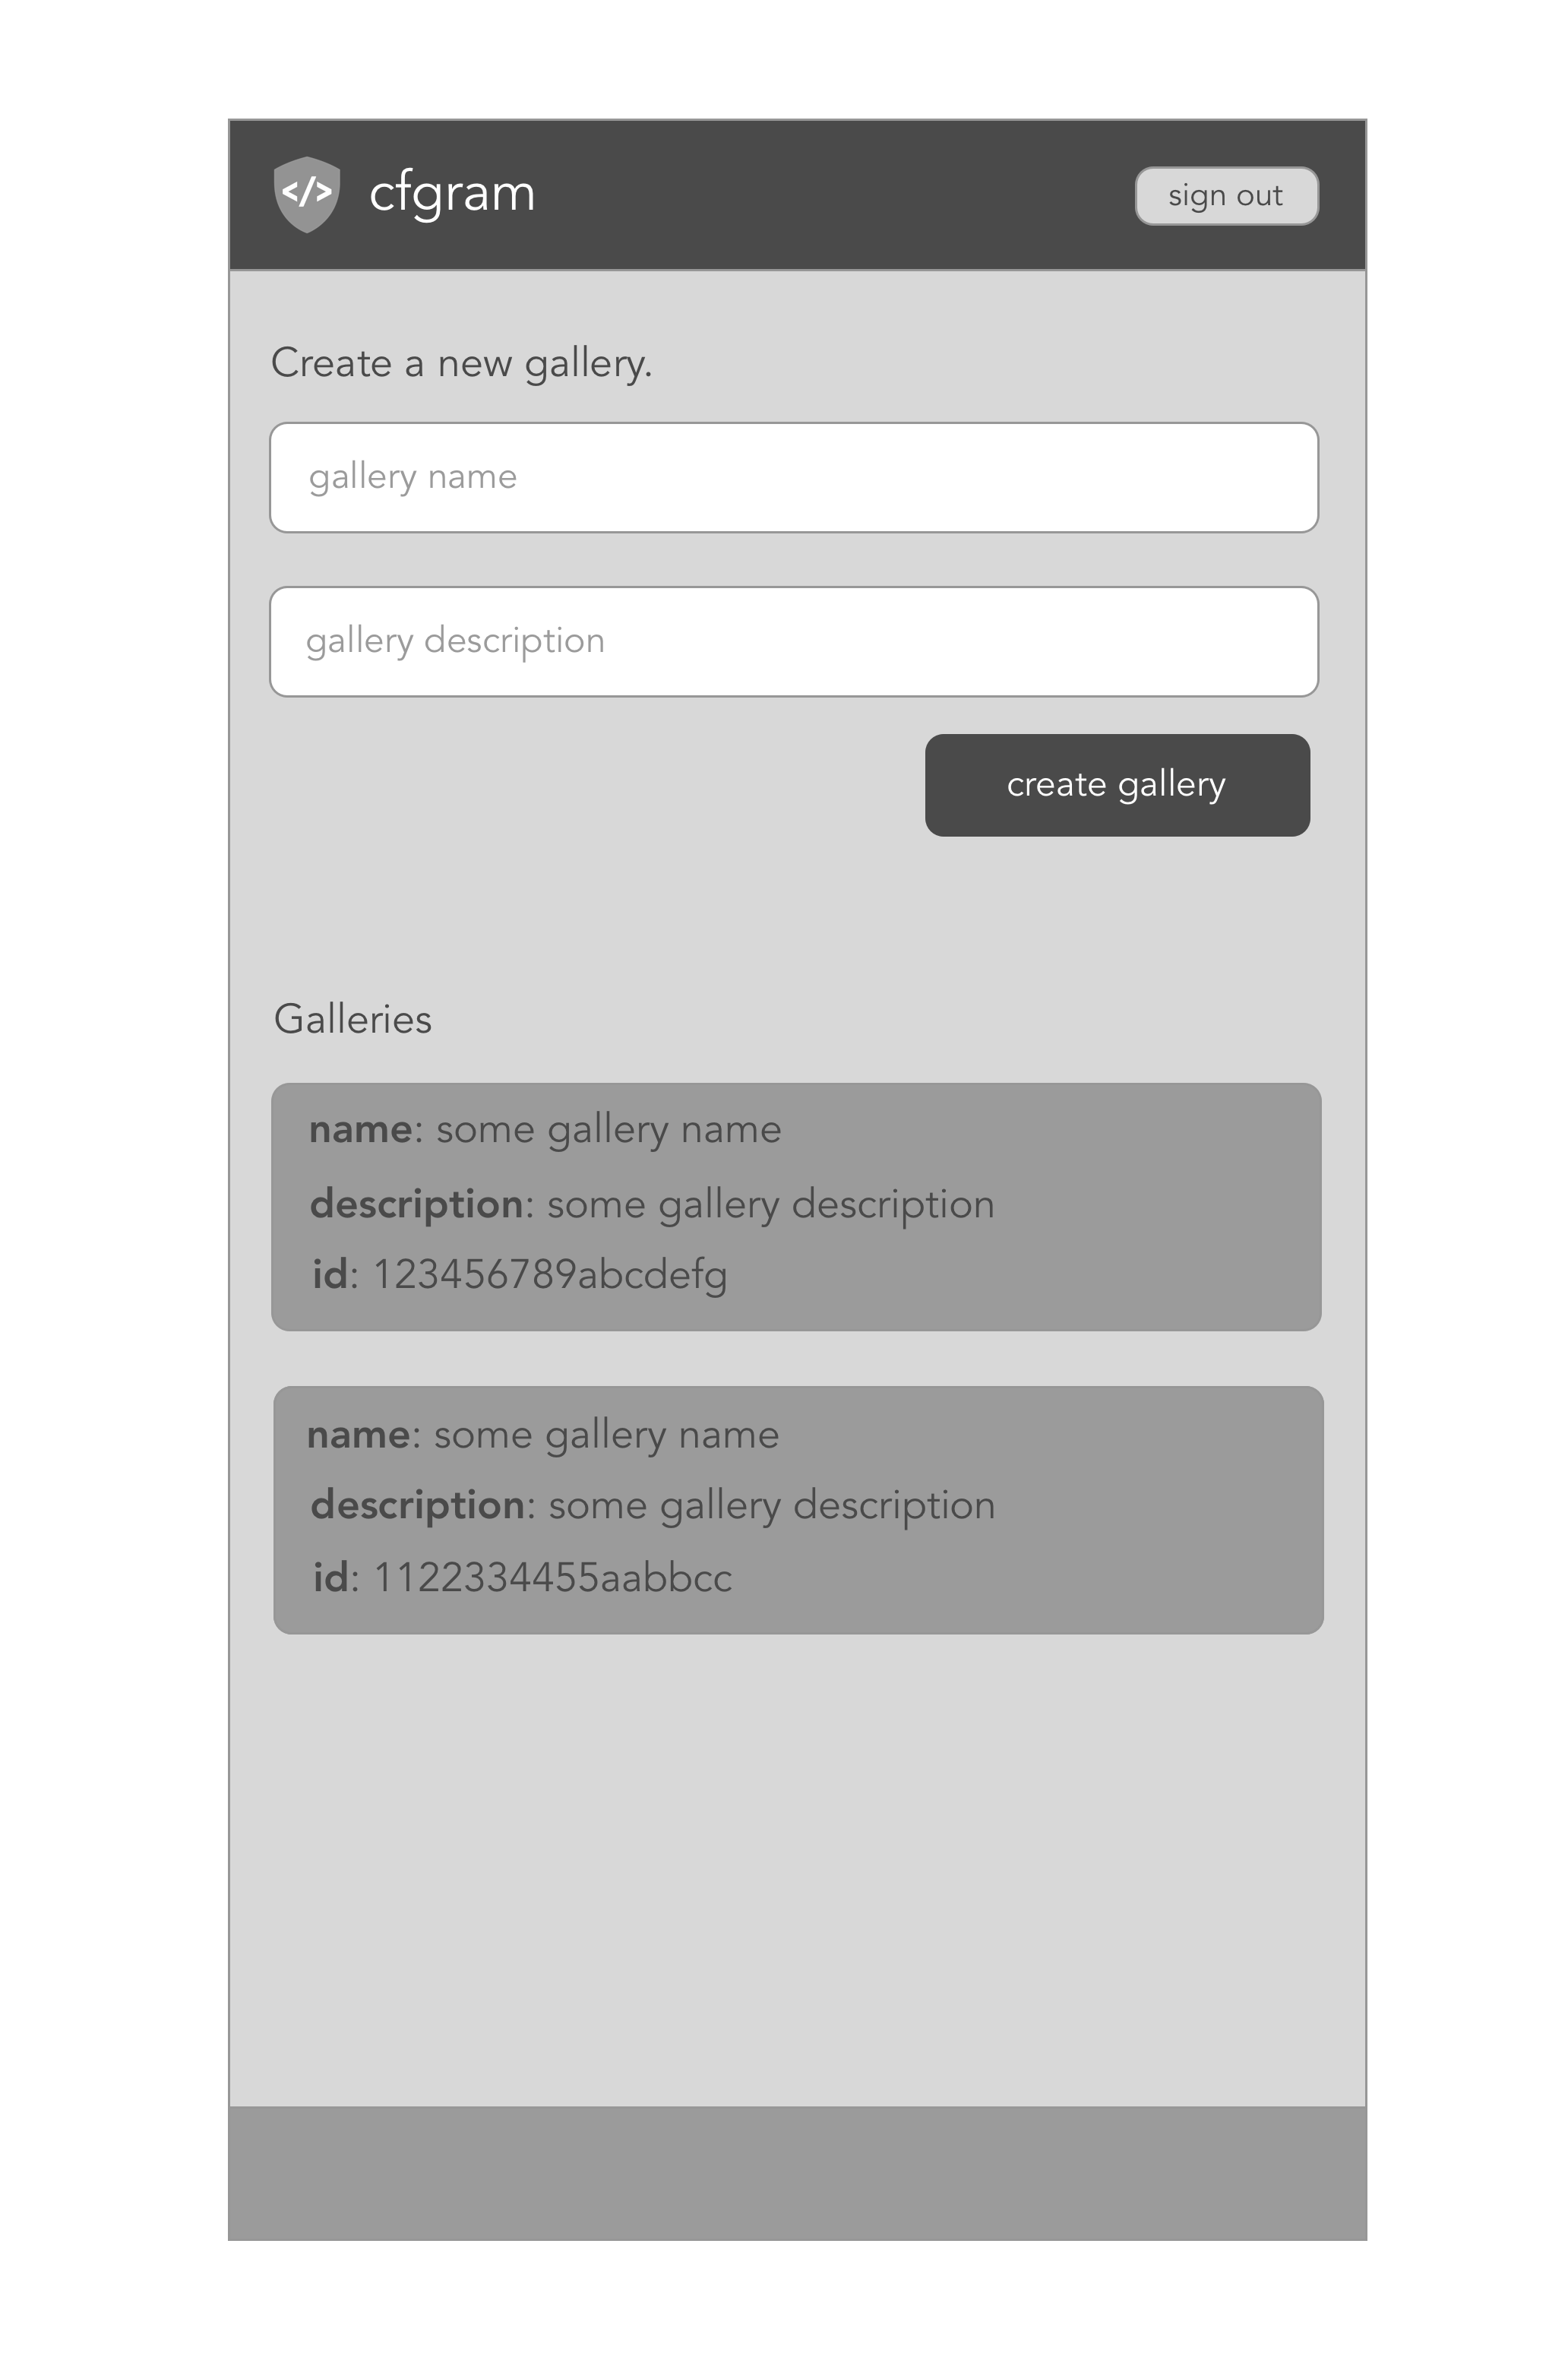 </>
cfgram
sign out
Create a new gallery.
gallery name
gallery description
create gallery
Galleries
name: some gallery name
description: some gallery description
id: 123456789abcdefg
name: some gallery name
description: some gallery description
id: 1122334455aabbcc